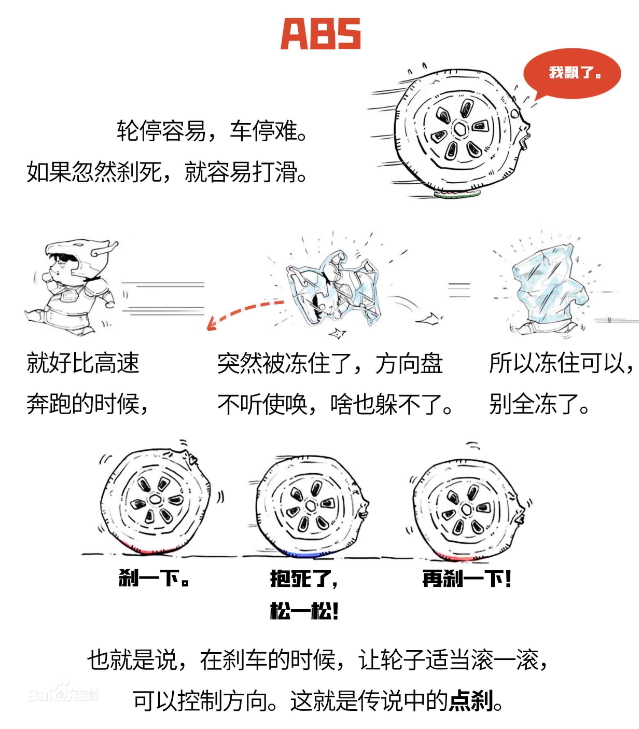 ABS
我飘了。
轮停容易，车停难。
如果忽然刹死，就容易打滑。
就好比高速
奔跑的时候，
突然被冻住了，方向盘
不听使唤，啥也躲不了。
所以冻住可以，
别全冻了。
刹一下。
抱死了，
松一松！
再刹一下！
也就是说，在刹车的时候，让轮子适当滚一滚，
可以控制方向。这就是传说中的点刹。
Bai百科